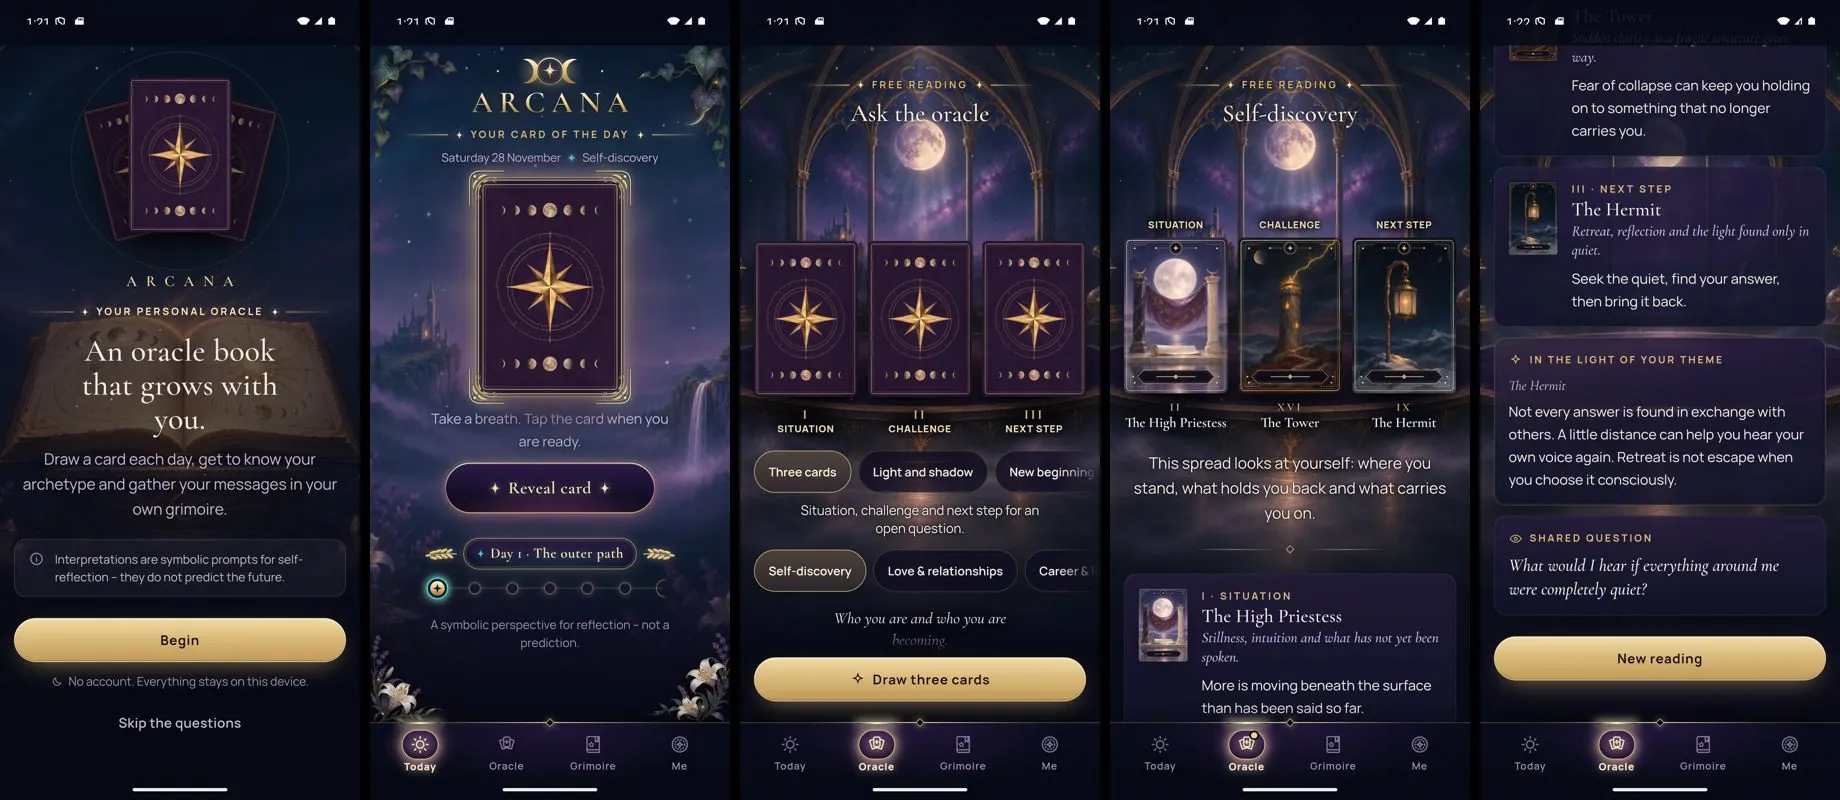 1:21
ARCANA
YOUR PERSONAL ORACLE
An oracle book
that grows with
you.
Draw a card each day, get to know your
archetype and gather your messages in your
own grimoire.
Interpretations are symbolic prompts for self-
reflection – they do not predict the future.
Begin
No account. Everything stays on this device.
Skip the questions
1:21
ARCANA
YOUR CARD OF THE DAY
Saturday 28 November ✦ Self-discovery
Take a breath. Tap the card when you
are ready.
Reveal card
Day 1 · The outer path
A symbolic perspective for reflection – not a
prediction.
Today
Oracle
Grimoire
Me
1:21
FREE READING
Ask the oracle
I
SITUATION
II
CHALLENGE
III
NEXT STEP
Three cards
Light and shadow
New beginning
Situation, challenge and next step for an
open question.
Self-discovery
Love & relationships
Career &
Who you are and who you are
becoming.
Draw three cards
Today
Oracle
Grimoire
Me
1:21
FREE READING
Self-discovery
SITUATION
CHALLENGE
NEXT STEP
II
The High Priestess
XVI
The Tower
IX
The Hermit
This spread looks at yourself: where you
stand, what holds you back and what carries
you on.
I · SITUATION
The High Priestess
Stillness, intuition and what has not yet been
spoken.
More is moving beneath the surface
than has been said so far.
Today
Oracle
Grimoire
Me
1:22
The Tower
Sudden clarity as a fragile structure gives
way.
Fear of collapse can keep you holding
on to something that no longer
carries you.
III · NEXT STEP
The Hermit
Retreat, reflection and the light found only in
quiet.
Seek the quiet, find your answer,
then bring it back.
IN THE LIGHT OF YOUR THEME
The Hermit
Not every answer is found in exchange with
others. A little distance can help you hear your
own voice again. Retreat is not escape when
you choose it consciously.
SHARED QUESTION
What would I hear if everything around me
were completely quiet?
New reading
Today
Oracle
Grimoire
Me